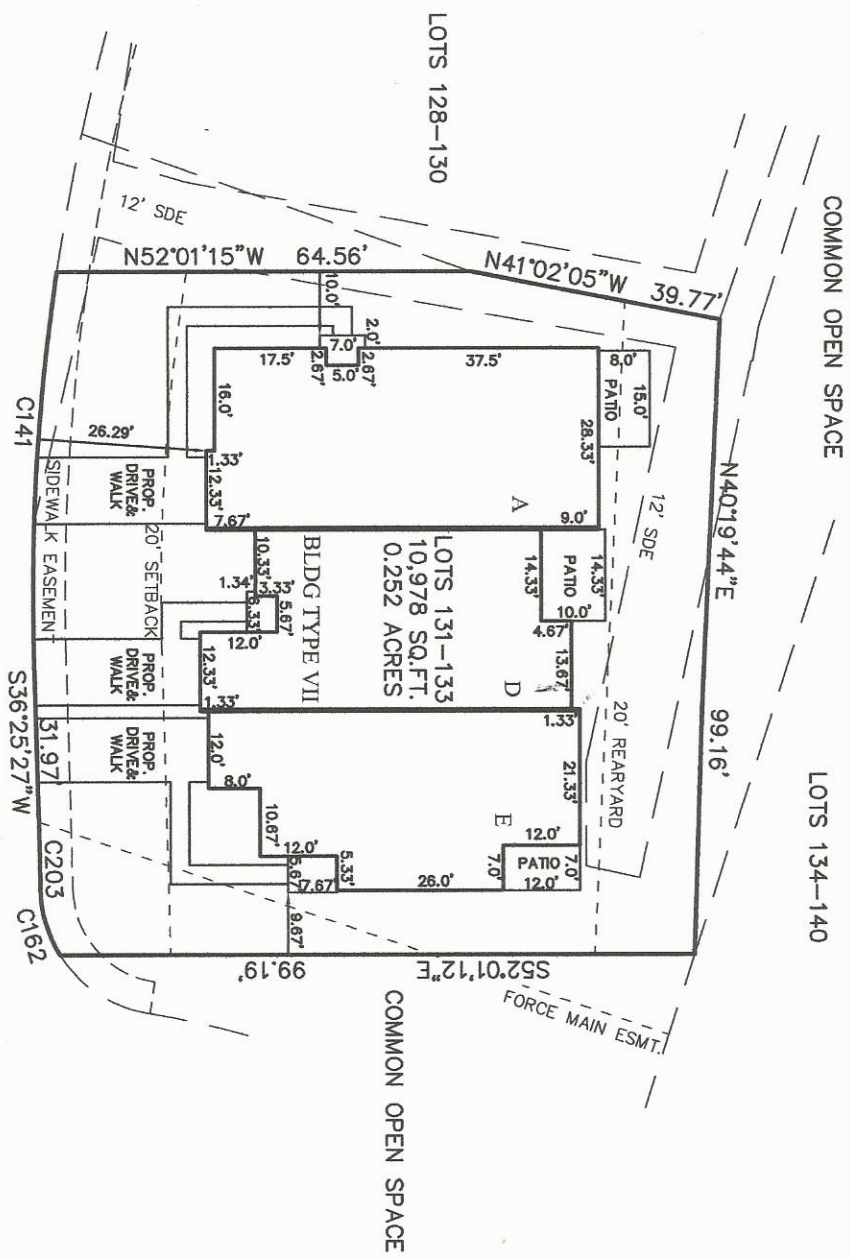 COMMON OPEN SPACE
LOTS 134-140
LOTS 128-130
N40°19'44"E
99.16'
N41°02'05"W
39.77'
12' SDE
N52°01'15"W
64.56'
12' SDE
20' REARYARD
10.0'
2.0'
7.0'
17.5'
2.67'
5.0'
2.67'
37.5'
8.0'
15.0'
PATIO
28.33'
16.0'
1.33'
12.33'
7.67'
A
9.0'
26.29'
C141
SIDEWALK EASEMENT
PROP.
DRIVE&
WALK
20' SETBACK
14.33'
14.33'
PATIO
10.0'
4.67'
13.67'
10.33'
1.34'
3.33'
5.67'
6.33'
12.0'
12.33'
1.33'
BLDG TYPE VII
LOTS 131-133
10,978 SQ.FT.
0.252 ACRES
D
PROP.
DRIVE&
WALK
1.33'
21.33'
E
12.0'
7.0'
PATIO
7.0'
12.0'
12.0'
8.0'
10.67'
12.0'
5.33'
5.67'
7.67'
26.0'
9.67'
PROP.
DRIVE&
WALK
S36°25'27"W
31.97'
C203
C162
99.19'
S52°01'12"E
FORCE MAIN ESMT.
COMMON OPEN SPACE